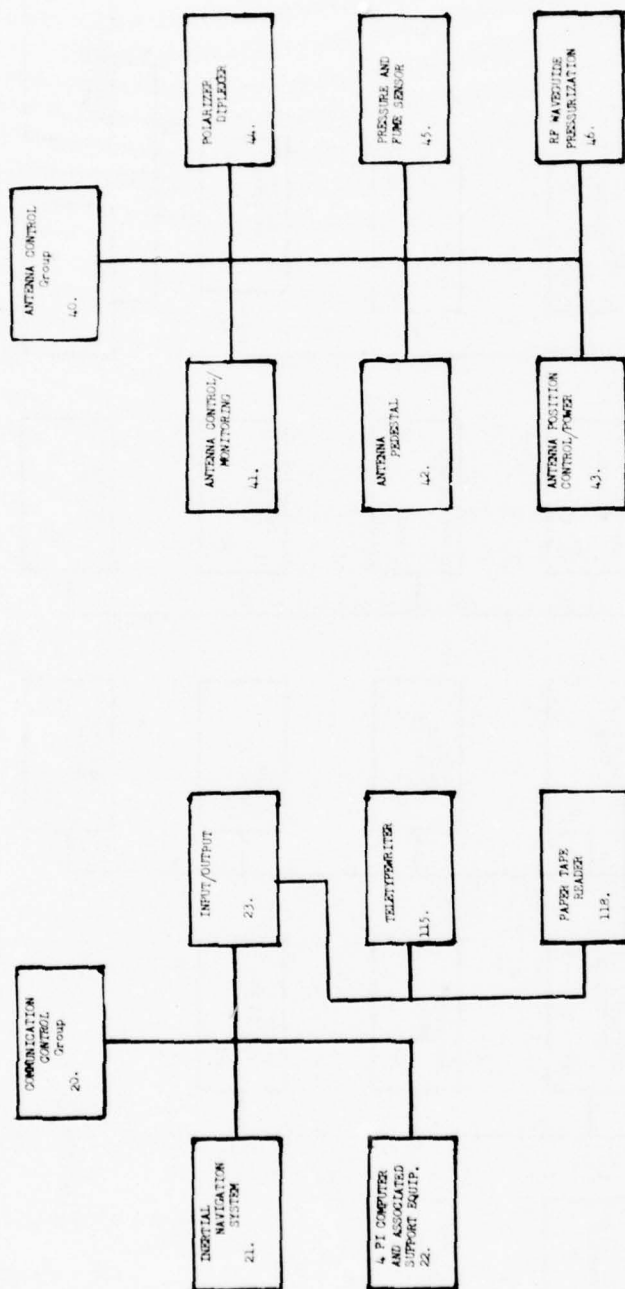 COMMUNICATION
CONTROL
Group
20.
INERTIAL
NAVIGATION
SYSTEM
21.
INPUT/OUTPUT
23.
4 PI COMPUTER
AND ASSOCIATED
SUPPORT EQUIP.
22.
TELETYPEWRITER
115.
PAPER TAPE
READER
118.
ANTENNA CONTROL
Group
40.
ANTENNA CONTROL/
MONITORING
41.
POLARIZER
DIPLEXER
44.
ANTENNA
PEDESTAL
42.
PRESSURE AND
FUME SENSOR
45.
ANTENNA POSITION
CONTROL/POWER
43.
RF WAVEGUIDE
PRESSURIZATION
46.